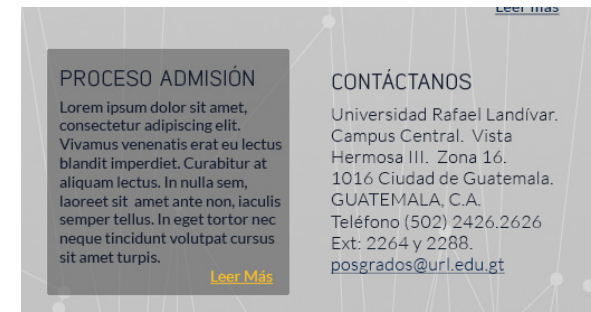 Leer más
PROCESO ADMISIÓN
Lorem ipsum dolor sit amet,
consectetur adipiscing elit.
Vivamus venenatis erat eu lectus
blandit imperdiet. Curabitur at
aliquam lectus. In nulla sem,
laoreet sit amet ante non, iaculis
semper tellus. In eget tortor nec
neque tincidunt volutpat cursus
sit amet turpis.
Leer Más
CONTÁCTANOS
Universidad Rafael Landívar.
Campus Central. Vista
Hermosa III. Zona 16.
1016 Ciudad de Guatemala.
GUATEMALA, C.A.
Teléfono (502) 2426.2626
Ext: 2264 y 2288.
posgrados@url.edu.gt